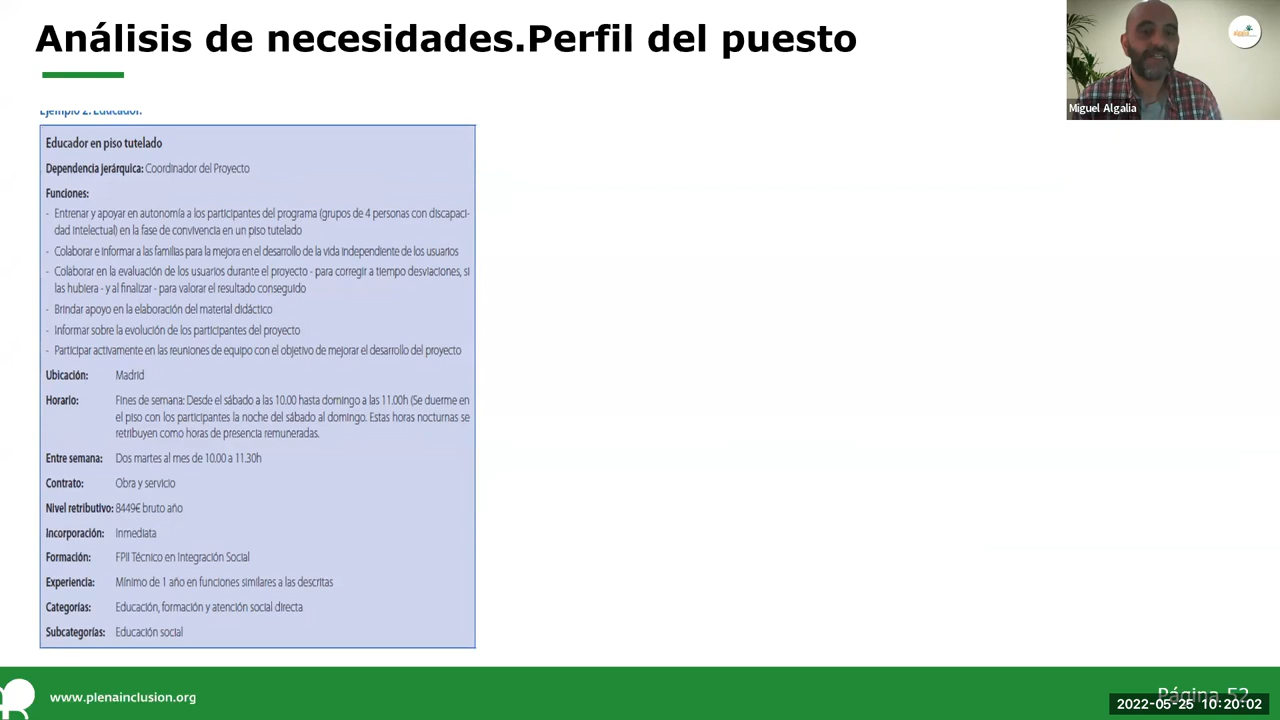 Análisis de necesidades.Perfil del puesto
Miguel Algalia
Ejemplo 2. Educador.
Educador en piso tutelado
Dependencia jerárquica: Coordinador del Proyecto
Funciones:
- Entrenar y apoyar en autonomía a los participantes del programa (grupos de 4 personas con discapaci-
dad intelectual) en la fase de convivencia en un piso tutelado
- Colaborar e informar a las familias para la mejora en el desarrollo de la vida independiente de los usuarios
- Colaborar en la evaluación de los usuarios durante el proyecto - para corregir a tiempo desviaciones, si
las hubiera - y al finalizar - para valorar el resultado conseguido
- Brindar apoyo en la elaboración del material didáctico
- Informar sobre la evolución de los participantes del proyecto
- Participar activamente en las reuniones de equipo con el objetivo de mejorar el desarrollo del proyecto
Ubicación: Madrid
Horario: Fines de semana: Desde el sábado a las 10.00 hasta domingo a las 11.00h (Se duerme en
el piso con los participantes la noche del sábado al domingo. Estas horas nocturnas se
retribuyen como horas de presencia remuneradas.
Entre semana: Dos martes al mes de 10.00 a 11.30h
Contrato: Obra y servicio
Nivel retributivo: 8449€ bruto año
Incorporación: Inmediata
Formación: FPII Técnico en Integración Social
Experiencia: Mínimo de 1 año en funciones similares a las descritas
Categorías: Educación, formación y atención social directa
Subcategorías: Educación social
www.plenainclusion.org
Página 52
2022-05-25 10:20:02